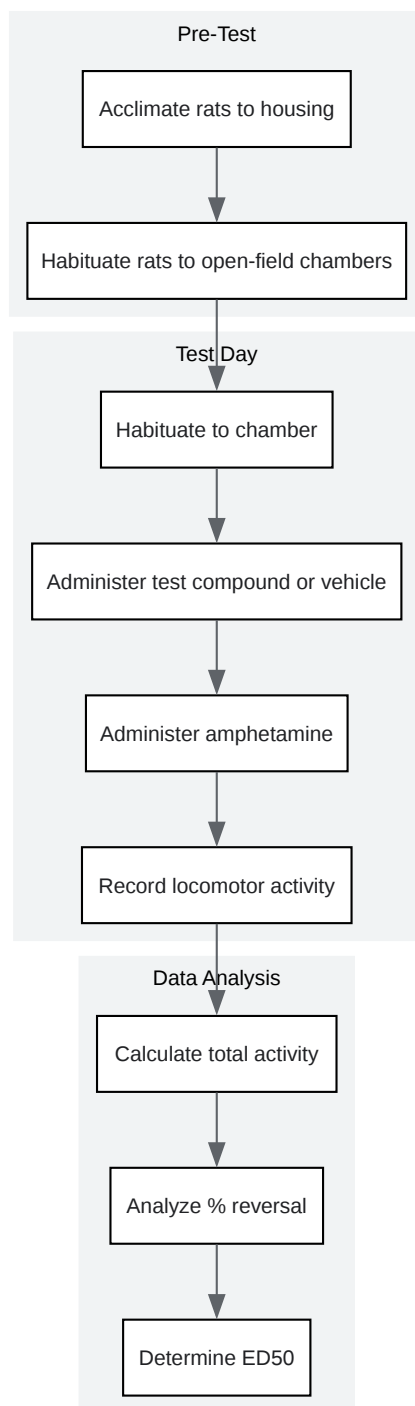 Pre-Test
Acclimate rats to housing
Habituate rats to open-field chambers
Test Day
Habituate to chamber
Administer test compound or vehicle
Administer amphetamine
Record locomotor activity
Data Analysis
Calculate total activity
Analyze % reversal
Determine ED50